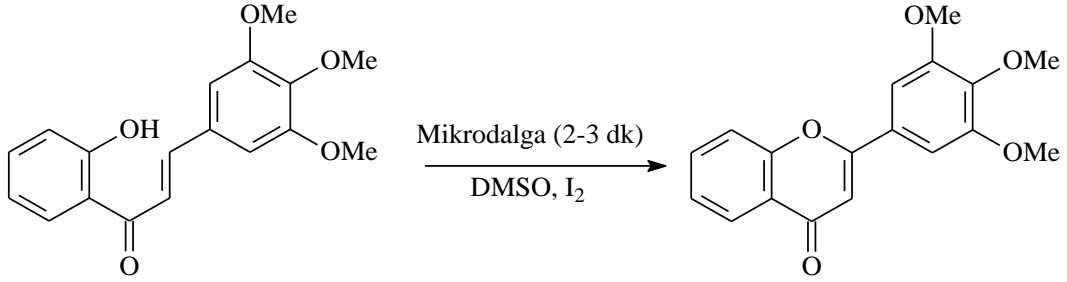 OMe
OMe
OMe
OH
O
Mikrodalga (2-3 dk)
DMSO, I₂
OMe
OMe
OMe
O
O